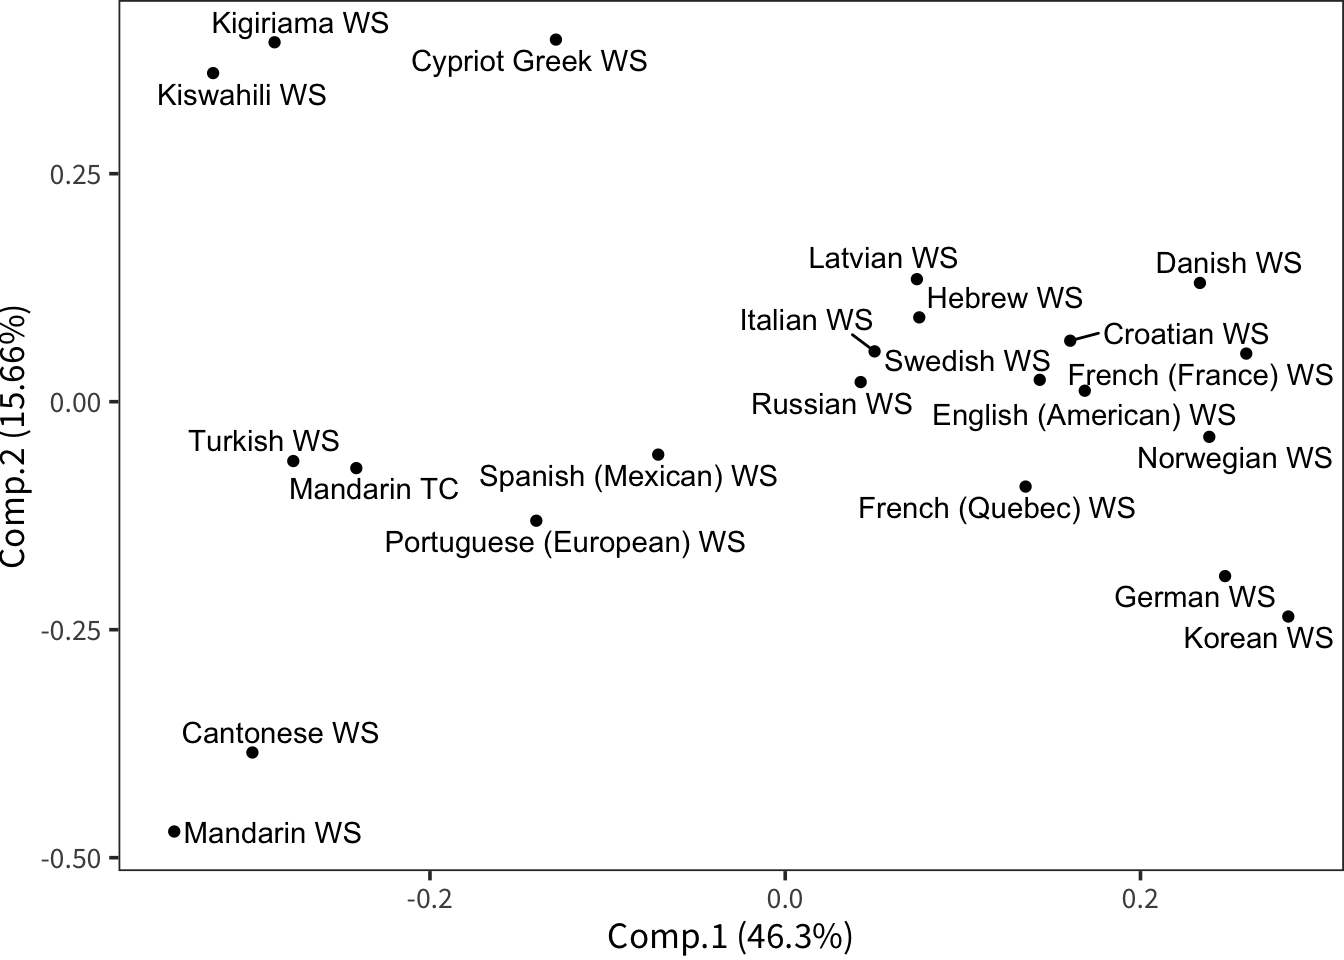 Kigiriama WS
Cypriot Greek WS
Kiswahili WS
0.25
Latvian WS
Danish WS
Hebrew WS
Italian WS
Croatian WS
Swedish WS
French (France) WS
0.00
Russian WS
English (American) WS
Turkish WS
Norwegian WS
Spanish (Mexican) WS
Mandarin TC
French (Quebec) WS
Portuguese (European) WS
German WS
-0.25
Korean WS
Cantonese WS
Mandarin WS
-0.50
Comp.2 (15.66%)
-0.2
0.0
0.2
Comp.1 (46.3%)